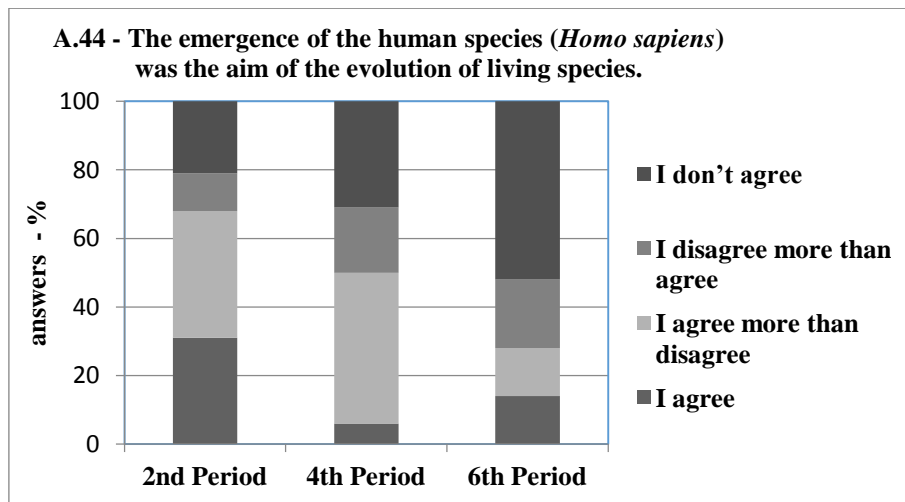 A.44 - The emergence of the human species (Homo sapiens)
was the aim of the evolution of living species.
100
80
60
40
20
0
answers - %
2nd Period
4th Period
6th Period
I don’t agree
I disagree more than
agree
I agree more than
disagree
I agree